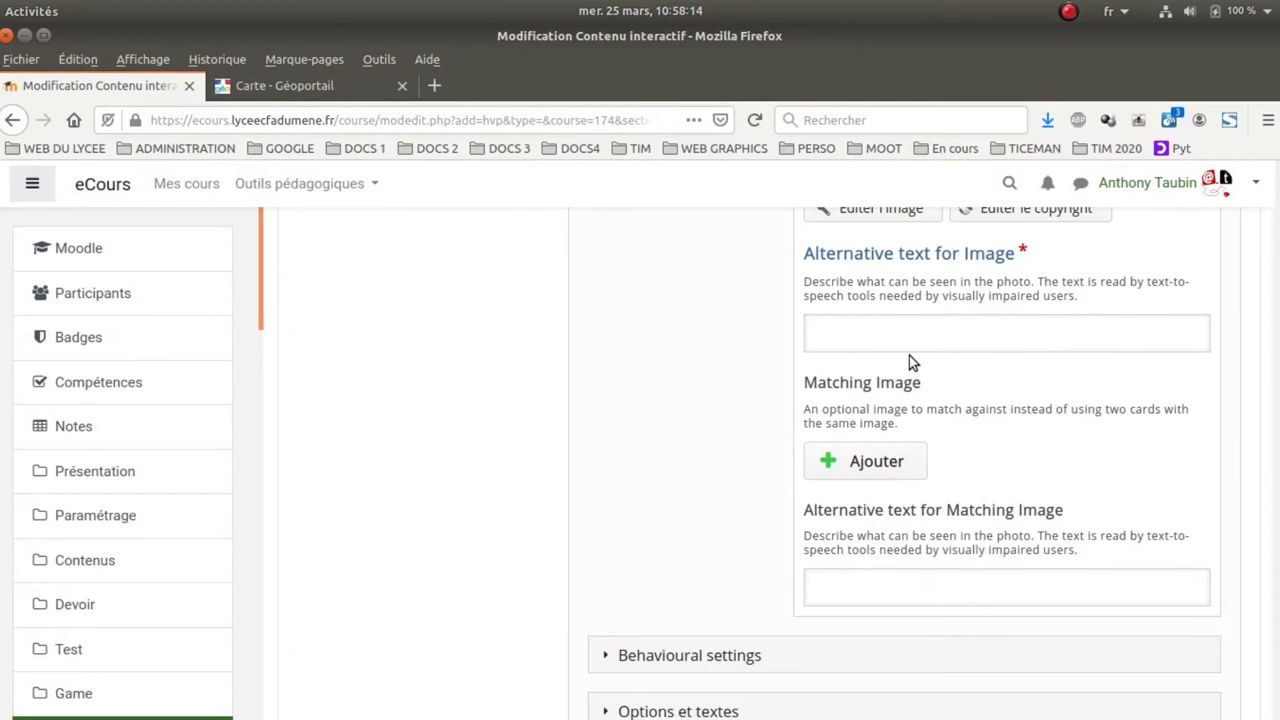 Activités
mer. 25 mars, 10:58:14
fr
100 %
Modification Contenu interactif - Mozilla Firefox
Fichier Édition Affichage Historique Marque-pages Outils Aide
Modification Contenu intera
Carte - Géoportail
https://ecours.lyceecfadumene.fr/course/modedit.php?add=hvp&type=&course=174&secti
Rechercher
ABP
3
WEB DU LYCEE ADMINISTRATION GOOGLE DOCS 1 DOCS 2 DOCS 3 DOCS4 TIM WEB GRAPHICS PERSO MOOT En cours TICEMAN TIM 2020 Pyt
eCours Mes cours Outils pédagogiques
Anthony Taubin
Moodle
Participants
Badges
Compétences
Notes
Présentation
Paramétrage
Contenus
Devoir
Test
Game
Editer l'image Editer le copyright
Alternative text for Image *
Describe what can be seen in the photo. The text is read by text-to-
speech tools needed by visually impaired users.
Matching Image
An optional image to match against instead of using two cards with
the same image.
Ajouter
Alternative text for Matching Image
Describe what can be seen in the photo. The text is read by text-to-
speech tools needed by visually impaired users.
Behavioural settings
Options et textes